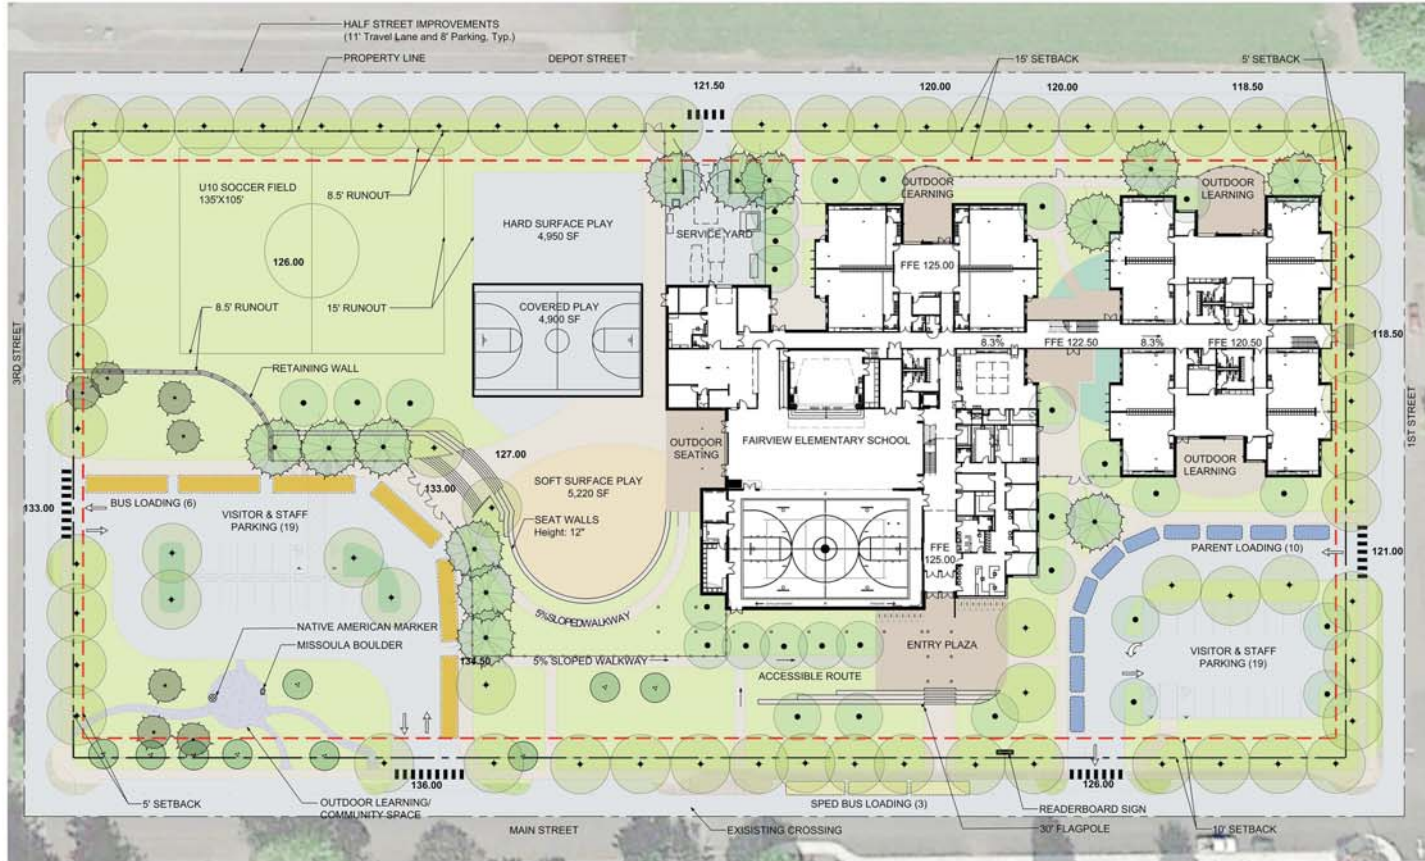 HALF STREET IMPROVEMENTS
(11' Travel Lane and 8' Parking, Typ.)
PROPERTY LINE
DEPOT STREET
15' SETBACK
5' SETBACK
121.50
120.00
120.00
118.50
U10 SOCCER FIELD
135'X105'
8.5' RUNOUT
OUTDOOR
LEARNING
OUTDOOR
LEARNING
HARD SURFACE PLAY
4,950 SF
SERVICE YARD
126.00
FFE 125.00
8.5' RUNOUT
15' RUNOUT
COVERED PLAY
4,900 SF
3RD STREET
118.50
8.3%
FFE 122.50
8.3%
FFE 120.50
RETAINING WALL
1ST STREET
OUTDOOR
SEATING
FAIRVIEW ELEMENTARY SCHOOL
127.00
OUTDOOR
LEARNING
SOFT SURFACE PLAY
5,220 SF
133.00
133.00
BUS LOADING (6)
VISITOR & STAFF
PARKING (19)
SEAT WALLS
Height: 12"
FFE
125.00
PARENT LOADING (10)
121.00
5% SLOPED WALKWAY
NATIVE AMERICAN MARKER
MISSOULA BOULDER
134.50
5% SLOPED WALKWAY
ENTRY PLAZA
ACCESSIBLE ROUTE
VISITOR & STAFF
PARKING (19)
136.00
126.00
5' SETBACK
OUTDOOR LEARNING/
COMMUNITY SPACE
SPED BUS LOADING (3)
READERBOARD SIGN
MAIN STREET
EXISISTING CROSSING
30' FLAGPOLE
10' SETBACK